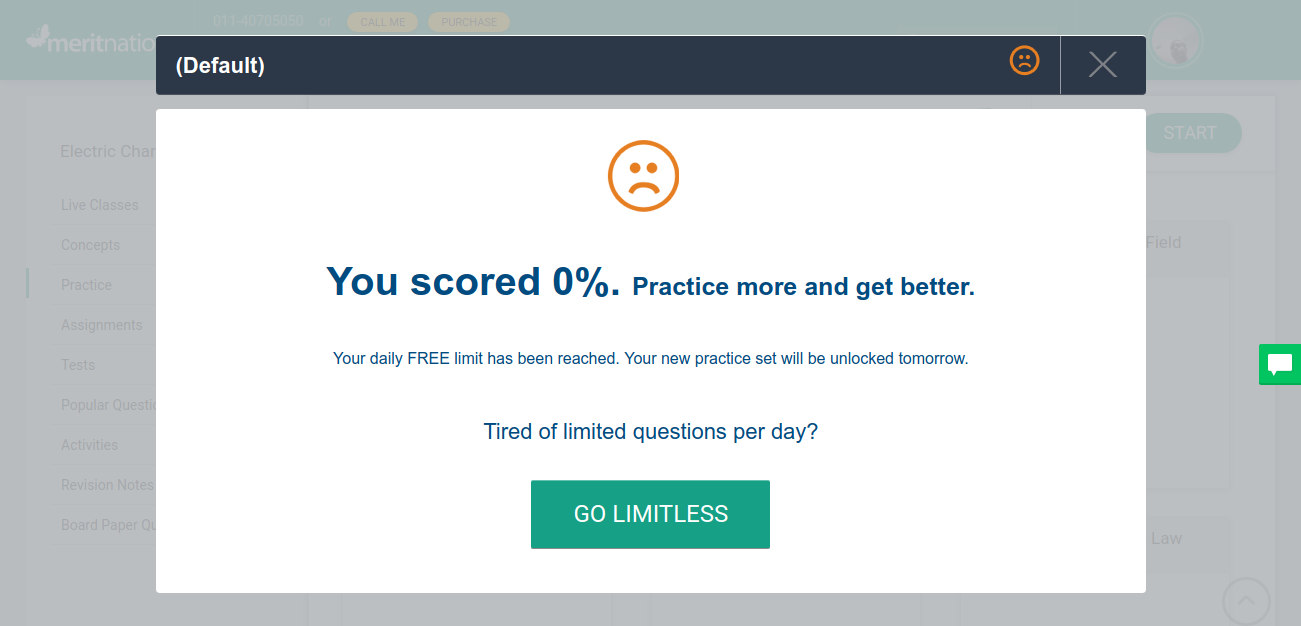 011-40705050 or CALL ME PURCHASE
meritnatio
(Default)
START
Electric Char
Live Classes
Concepts
Field
Practice
Assignments
Tests
Popular Questio
Activities
Revision Notes
Board Paper Qu
Law
You scored 0%. Practice more and get better.
Your daily FREE limit has been reached. Your new practice set will be unlocked tomorrow.
Tired of limited questions per day?
GO LIMITLESS